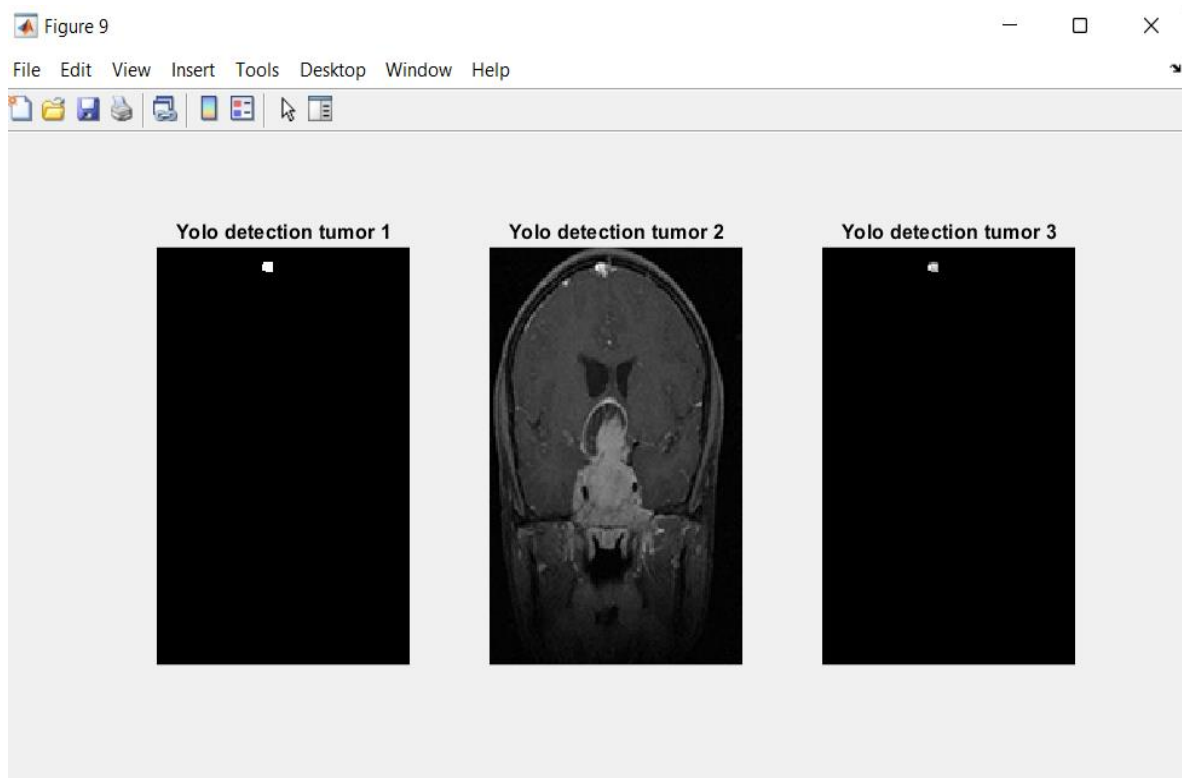 Figure 9
File Edit View Insert Tools Desktop Window Help
Yolo detection tumor 1
Yolo detection tumor 2
Yolo detection tumor 3